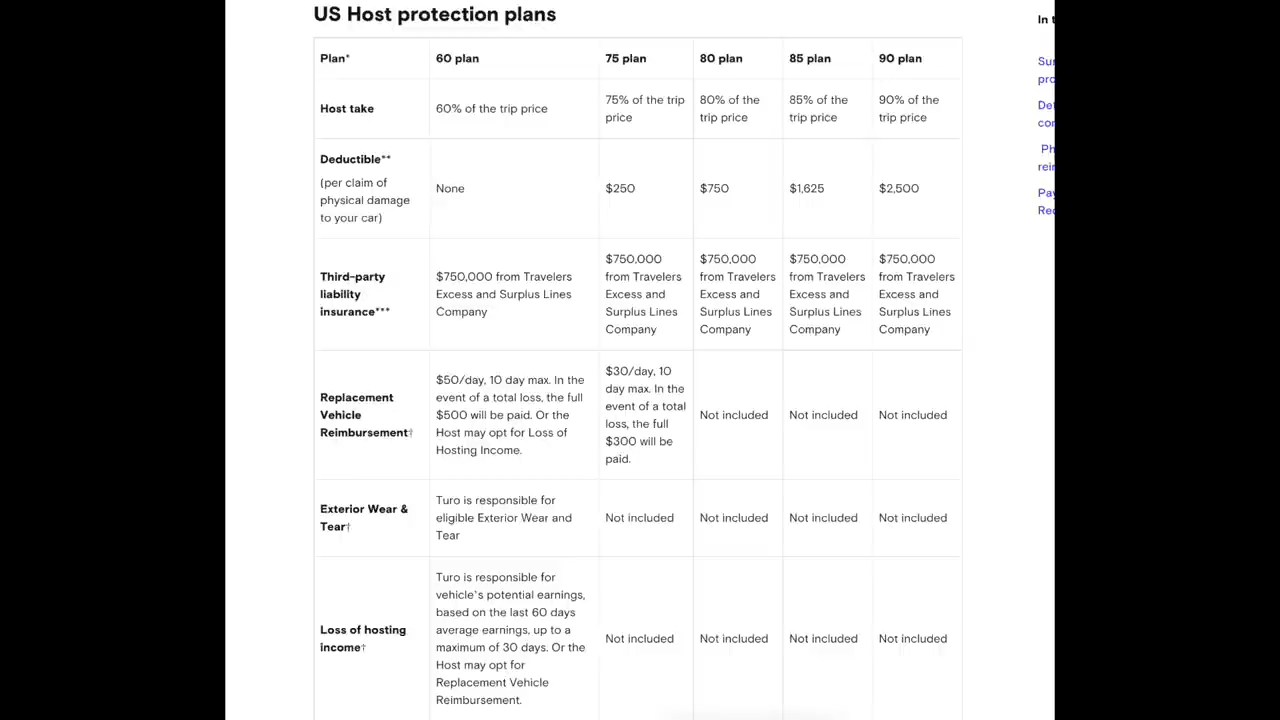 US Host protection plans
In t
Plan*
60 plan
75 plan
80 plan
85 plan
90 plan
Host take
60% of the trip price
75% of the trip
price
80% of the
trip price
85% of the
trip price
90% of the
trip price
Deductible**
(per claim of
physical damage
to your car)
None
$250
$750
$1,625
$2,500
Third-party
liability
insurance***
$750,000 from Travelers
Excess and Surplus Lines
Company
$750,000
from Travelers
Excess and
Surplus Lines
Company
$750,000
from Travelers
Excess and
Surplus Lines
Company
$750,000
from Travelers
Excess and
Surplus Lines
Company
$750,000
from Travelers
Excess and
Surplus Lines
Company
Replacement
Vehicle
Reimbursement†
$50/day, 10 day max. In the
event of a total loss, the full
$500 will be paid. Or the
Host may opt for Loss of
Hosting Income.
$30/day, 10
day max. In the
event of a total
loss, the full
$300 will be
paid.
Not included
Not included
Not included
Exterior Wear &
Tear†
Turo is responsible for
eligible Exterior Wear and
Tear
Not included
Not included
Not included
Not included
Loss of hosting
income†
Turo is responsible for
vehicle's potential earnings,
based on the last 60 days
average earnings, up to a
maximum of 30 days. Or the
Host may opt for
Replacement Vehicle
Reimbursement.
Not included
Not included
Not included
Not included
Sur
pro
Det
cor
Ph
rei
Pay
Rec